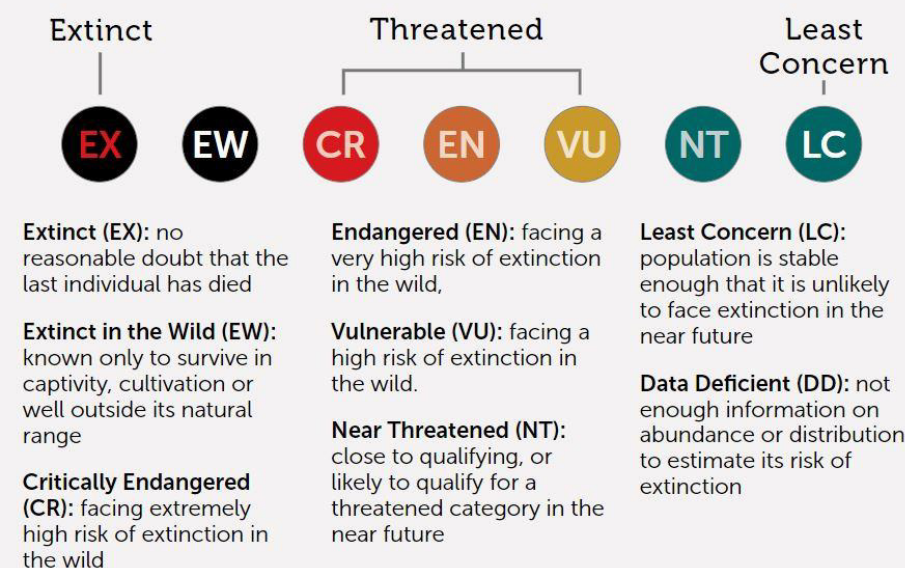 Extinct
Threatened
Least
Concern
EX
EW
CR
EN
VU
NT
LC
Extinct (EX): no
reasonable doubt that the
last individual has died
Extinct in the Wild (EW):
known only to survive in
captivity, cultivation or
well outside its natural
range
Critically Endangered
(CR): facing extremely
high risk of extinction in
the wild
Endangered (EN): facing a
very high risk of extinction
in the wild,
Vulnerable (VU): facing a
high risk of extinction in
the wild.
Near Threatened (NT):
close to qualifying, or
likely to qualify for a
threatened category in the
near future
Least Concern (LC):
population is stable
enough that it is unlikely
to face extinction in the
near future
Data Deficient (DD): not
enough information on
abundance or distribution
to estimate its risk of
extinction